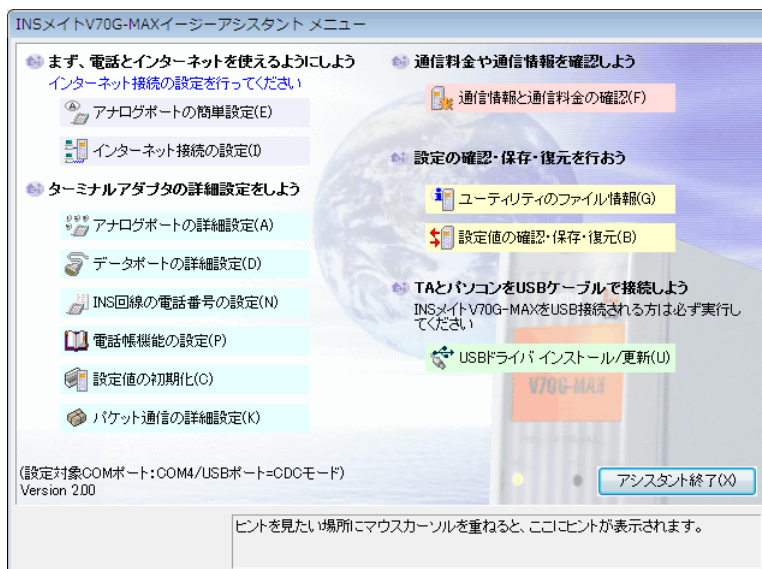 INSメイトV70G-MAXイージーアシスタント メニュー
まず、電話とインターネットを使えるようにしよう
インターネット接続の設定を行ってください
アナログポートの簡単設定(E)
インターネット接続の設定(I)
ターミナルアダプタの詳細設定をしよう
アナログポートの詳細設定(A)
データポートの詳細設定(D)
INS回線の電話番号の設定(N)
電話帳機能の設定(P)
設定値の初期化(C)
パケット通信の詳細設定(K)
(設定対象COMポート:COM4/USBポート=CDCモード)
Version 2.00
通信料金や通信情報を確認しよう
通信情報と通信料金の確認(F)
設定の確認・保存・復元を行おう
ユーティリティのファイル情報(G)
設定値の確認・保存・復元(B)
TAとパソコンをUSBケーブルで接続しよう
INSメイトV70G-MAXをUSB接続される方は必ず実行し
てください
USBドライバ インストール/更新(U)
V70G-MAX
アシスタント終了(X)
ヒントを見たい場所にマウスカーソルを重ねると、ここにヒントが表示されます。